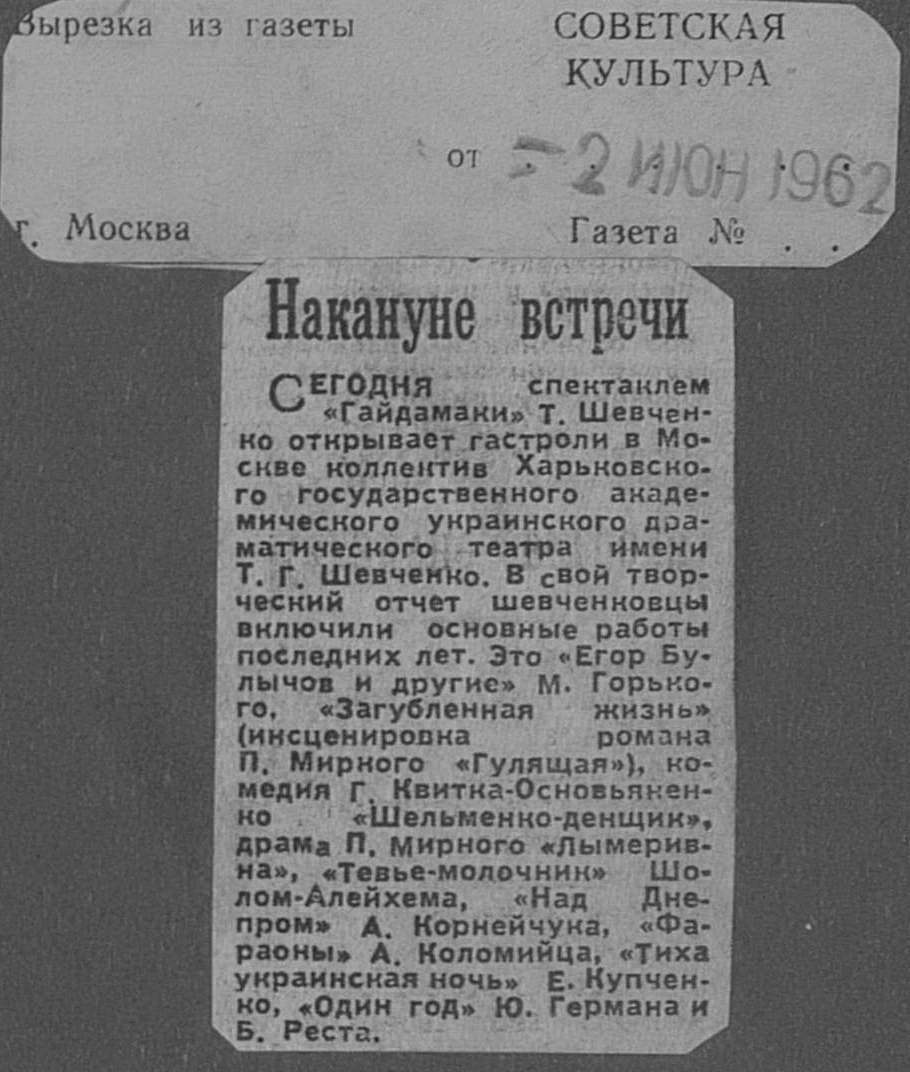 Вырезка из газеты
СОВЕТСКАЯ
КУЛЬТУРА
от - 2 ИЮН 1962
г. Москва
Газета № . .
Накануне встречи
СЕГОДНЯ спектаклем
«Гайдамаки» Т. Шевчен-
ко открывает гастроли в Мо-
скве коллектив Харьковско-
го государственного акаде-
мического украинского дра-
матического театра имени
Т. Г. Шевченко. В свой твор-
ческий отчет шевченковцы
включили основные работы
последних лет. Это «Егор Бу-
лычов и другие» М. Горько-
го, «Загубленная жизнь»
(инсценировка романа
П. Мирного «Гулящая»), ко-
медия Г. Квитка-Основьянен-
ко «Шельменко-денщик»,
драма П. Мирного «Лымерив-
на», «Тевье-молочник» Шо-
лом-Алейхема, «Над Дне-
пром» А. Корнейчука, «Фа-
раоны» А. Коломийца, «Тиха
украинская ночь» Е. Купчен-
ко, «Один год» Ю. Германа и
Б. Реста.